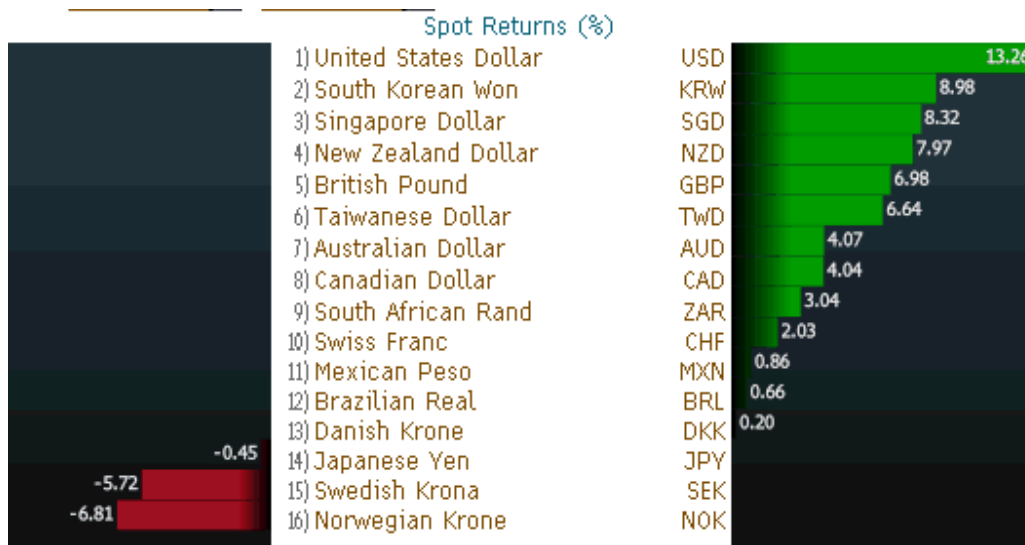 Spot Returns (%)
1) United States Dollar USD 13.26
2) South Korean Won KRW 8.98
3) Singapore Dollar SGD 8.32
4) New Zealand Dollar NZD 7.97
5) British Pound GBP 6.98
6) Taiwanese Dollar TWD 6.64
7) Australian Dollar AUD 4.07
8) Canadian Dollar CAD 4.04
9) South African Rand ZAR 3.04
10) Swiss Franc CHF 2.03
11) Mexican Peso MXN 0.86
12) Brazilian Real BRL 0.66
13) Danish Krone DKK 0.20
-0.45 14) Japanese Yen JPY
-5.72 15) Swedish Krona SEK
-6.81 16) Norwegian Krone NOK